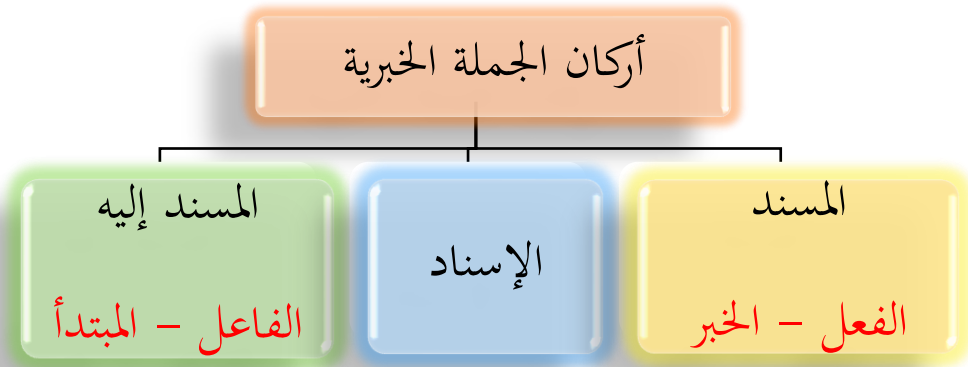 أركان الجملة الخبرية
المسند
الفعل – الخبر
الإسناد
المسند إليه
الفاعل – المبتدأ